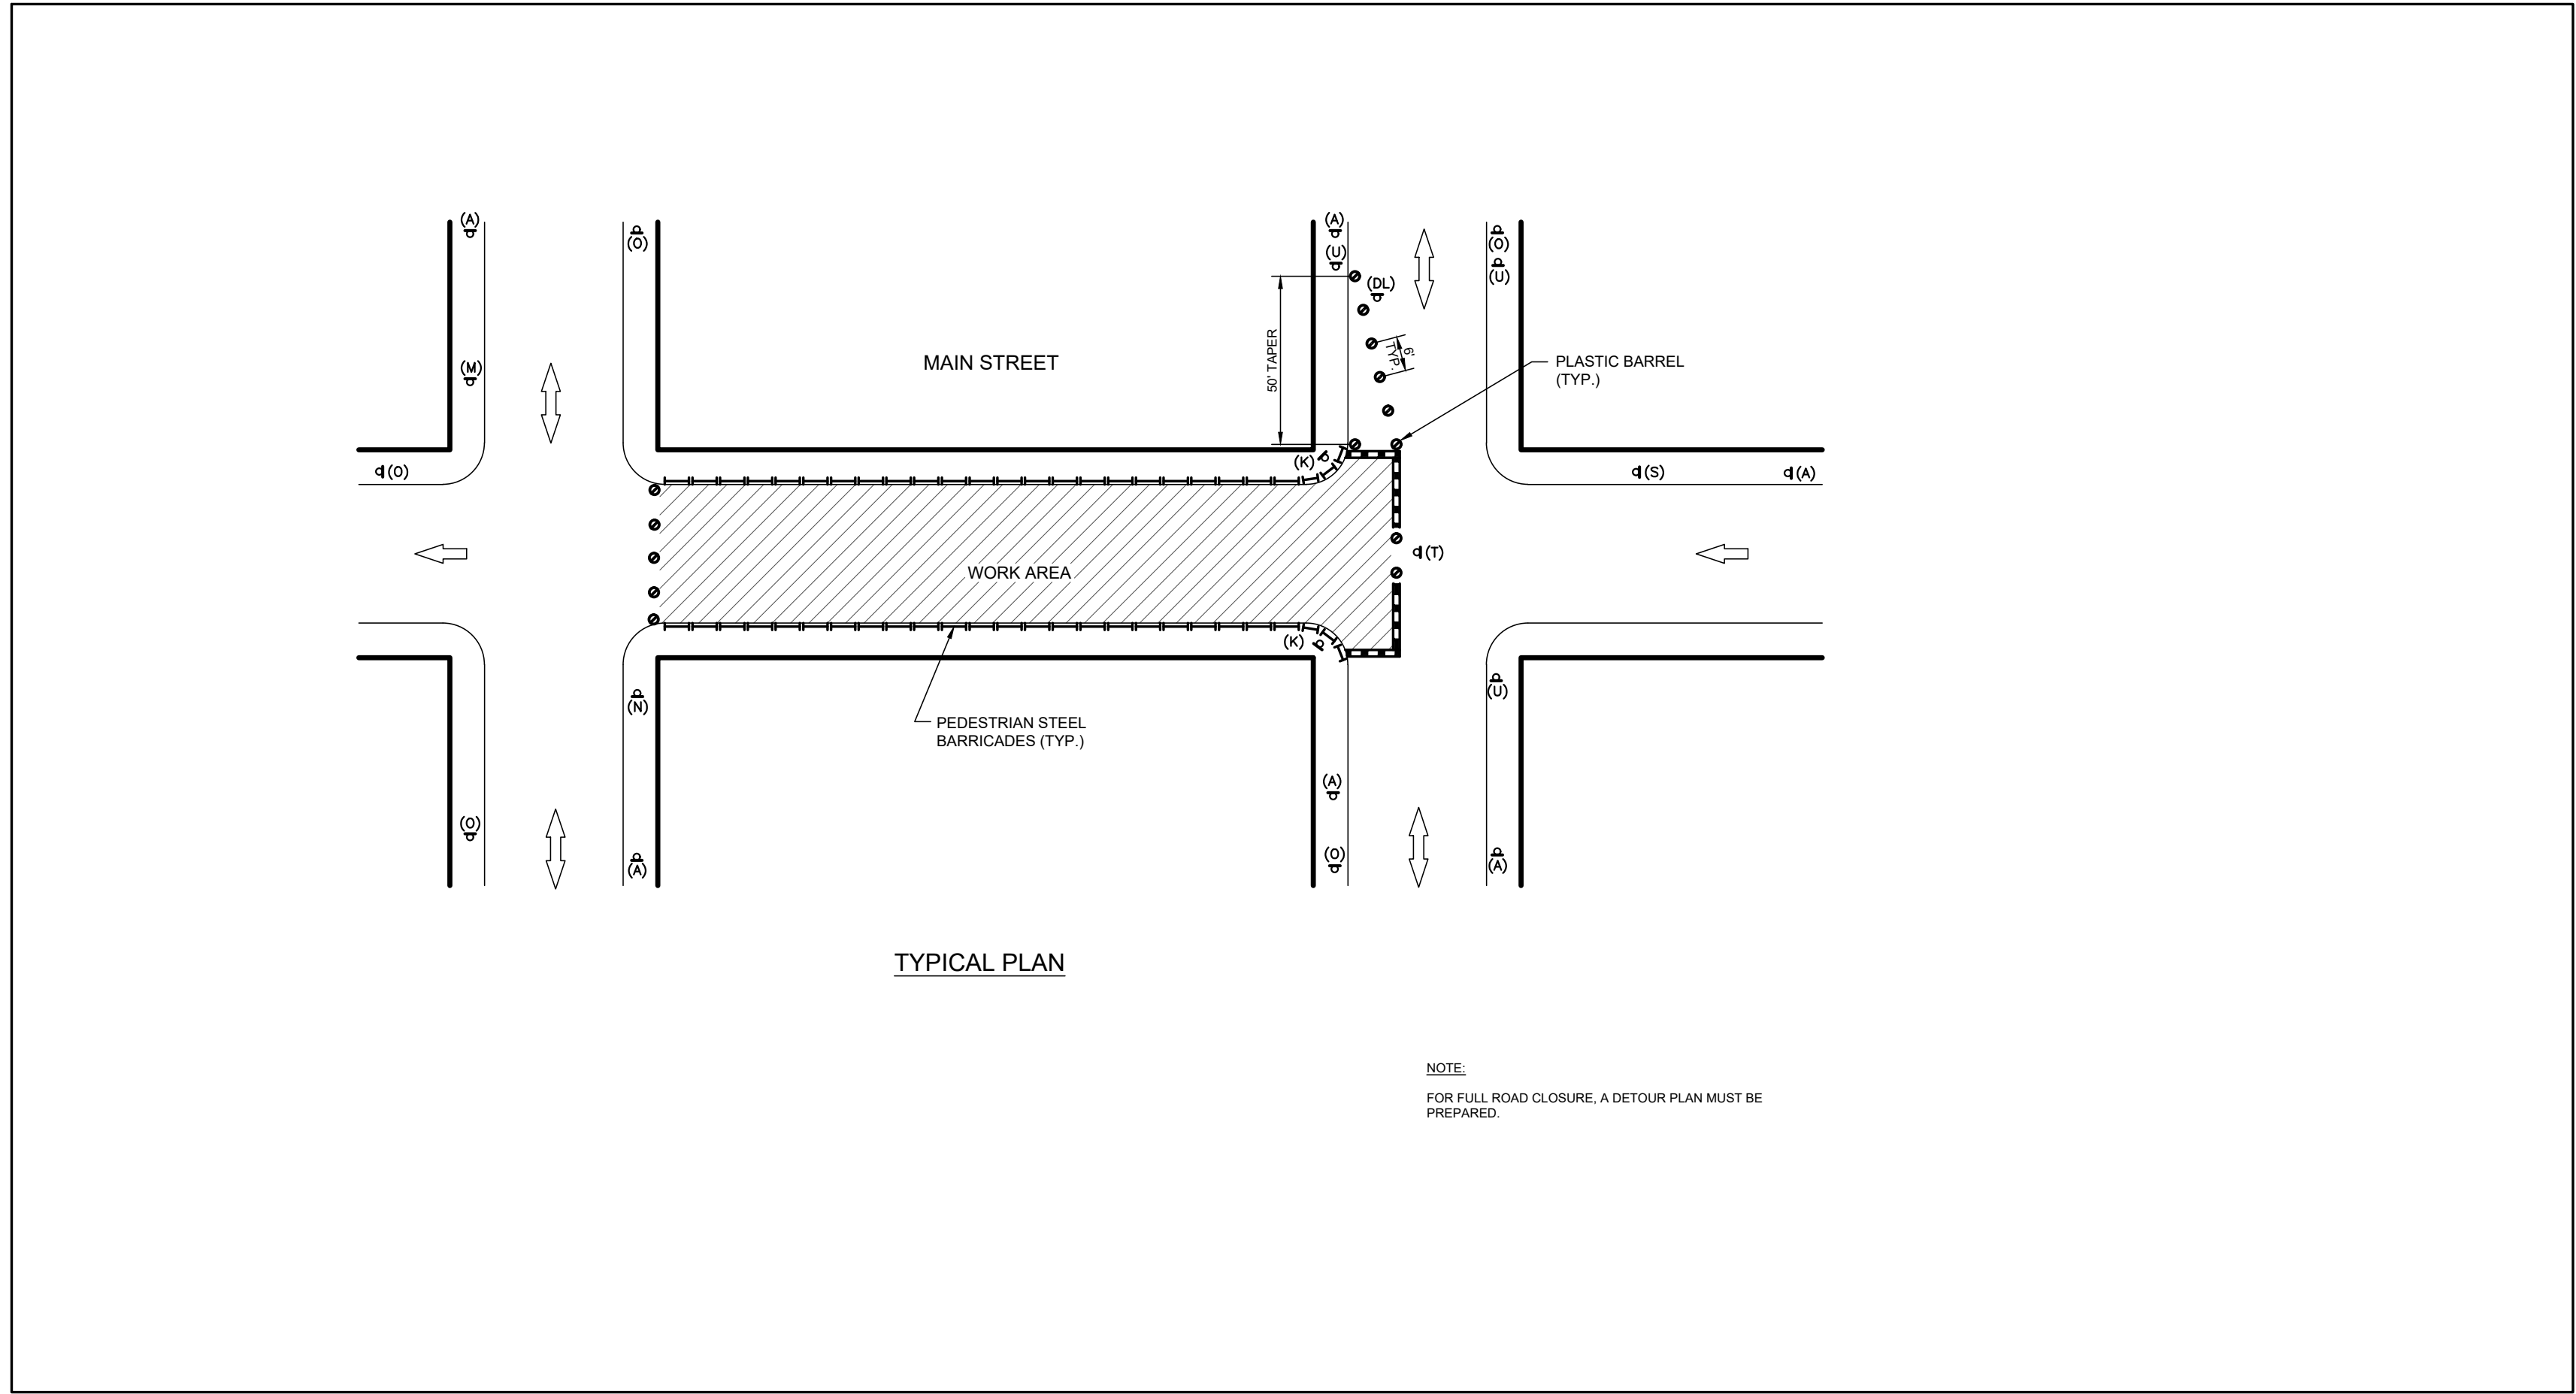 (A)
(O)
(A)
(U)
(DL)
(O)
(U)
50' TAPER
6'
TYP.
MAIN STREET
PLASTIC BARREL
(TYP.)
(M)
(O)
(K)
(S)
(A)
(T)
WORK AREA
(K)
(N)
(U)
PEDESTRIAN STEEL
BARRICADES (TYP.)
(A)
(O)
(A)
(O)
(A)
TYPICAL PLAN
NOTE:
FOR FULL ROAD CLOSURE, A DETOUR PLAN MUST BE
PREPARED.